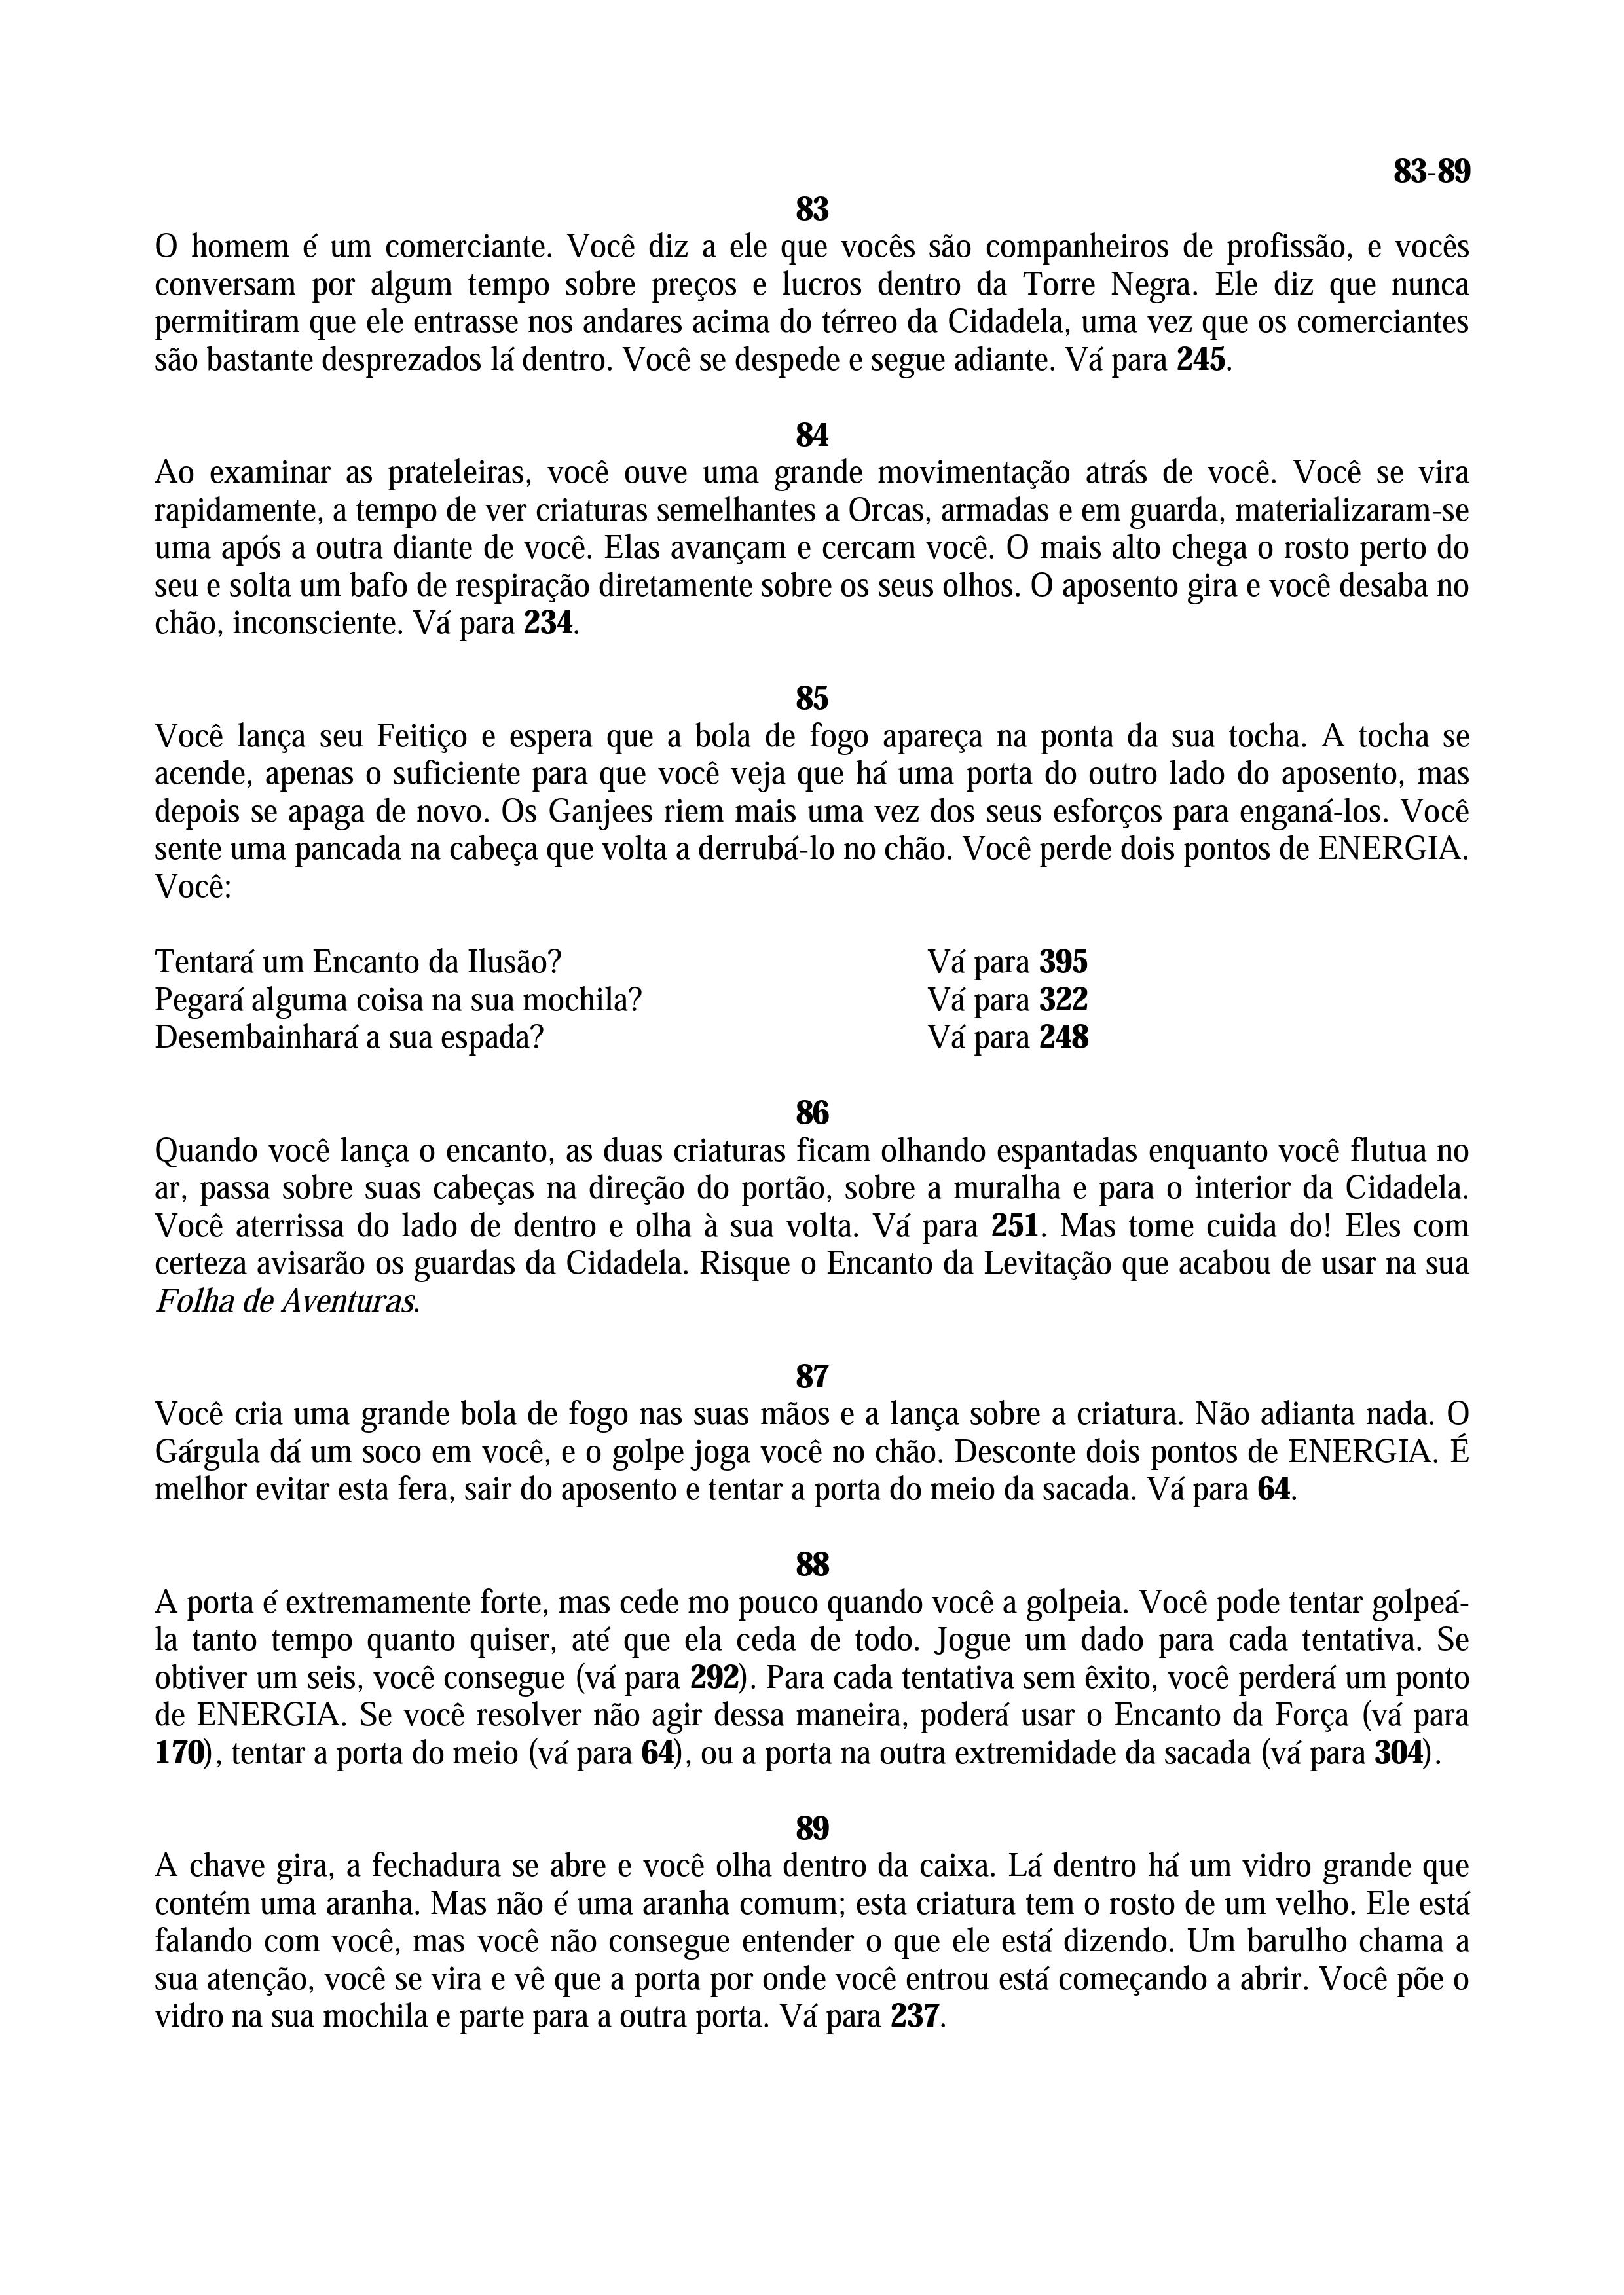 83-89
83
O homem é um comerciante. Você diz a ele que vocês são companheiros de profissão, e vocês
conversam por algum tempo sobre preços e lucros dentro da Torre Negra. Ele diz que nunca
permitiram que ele entrasse nos andares acima do térreo da Cidadela, uma vez que os comerciantes
são bastante desprezados lá dentro. Você se despede e segue adiante. Vá para 245.
84
Ao examinar as prateleiras, você ouve uma grande movimentação atrás de você. Você se vira
rapidamente, a tempo de ver criaturas semelhantes a Orcas, armadas e em guarda, materializaram-se
uma após a outra diante de você. Elas avançam e cercam você. O mais alto chega o rosto perto do
seu e solta um bafo de respiração diretamente sobre os seus olhos. O aposento gira e você desaba no
chão, inconsciente. Vá para 234.
85
Você lança seu Feitiço e espera que a bola de fogo apareça na ponta da sua tocha. A tocha se
acende, apenas o suficiente para que você veja que há uma porta do outro lado do aposento, mas
depois se apaga de novo. Os Ganjees riem mais uma vez dos seus esforços para enganá-los. Você
sente uma pancada na cabeça que volta a derrubá-lo no chão. Você perde dois pontos de ENERGIA.
Você:
Tentará um Encanto da Ilusão? Vá para 395
Pegará alguma coisa na sua mochila? Vá para 322
Desembainhará a sua espada? Vá para 248
86
Quando você lança o encanto, as duas criaturas ficam olhando espantadas enquanto você flutua no
ar, passa sobre suas cabeças na direção do portão, sobre a muralha e para o interior da Cidadela.
Você aterrissa do lado de dentro e olha à sua volta. Vá para 251. Mas tome cuida do! Eles com
certeza avisarão os guardas da Cidadela. Risque o Encanto da Levitação que acabou de usar na sua
Folha de Aventuras.
87
Você cria uma grande bola de fogo nas suas mãos e a lança sobre a criatura. Não adianta nada. O
Gárgula dá um soco em você, e o golpe joga você no chão. Desconte dois pontos de ENERGIA. É
melhor evitar esta fera, sair do aposento e tentar a porta do meio da sacada. Vá para 64.
88
A porta é extremamente forte, mas cede mo pouco quando você a golpeia. Você pode tentar golpeá-
la tanto tempo quanto quiser, até que ela ceda de todo. Jogue um dado para cada tentativa. Se
obtiver um seis, você consegue (vá para 292). Para cada tentativa sem êxito, você perderá um ponto
de ENERGIA. Se você resolver não agir dessa maneira, poderá usar o Encanto da Força (vá para
170), tentar a porta do meio (vá para 64), ou a porta na outra extremidade da sacada (vá para 304).
89
A chave gira, a fechadura se abre e você olha dentro da caixa. Lá dentro há um vidro grande que
contém uma aranha. Mas não é uma aranha comum; esta criatura tem o rosto de um velho. Ele está
falando com você, mas você não consegue entender o que ele está dizendo. Um barulho chama a
sua atenção, você se vira e vê que a porta por onde você entrou está começando a abrir. Você põe o
vidro na sua mochila e parte para a outra porta. Vá para 237.